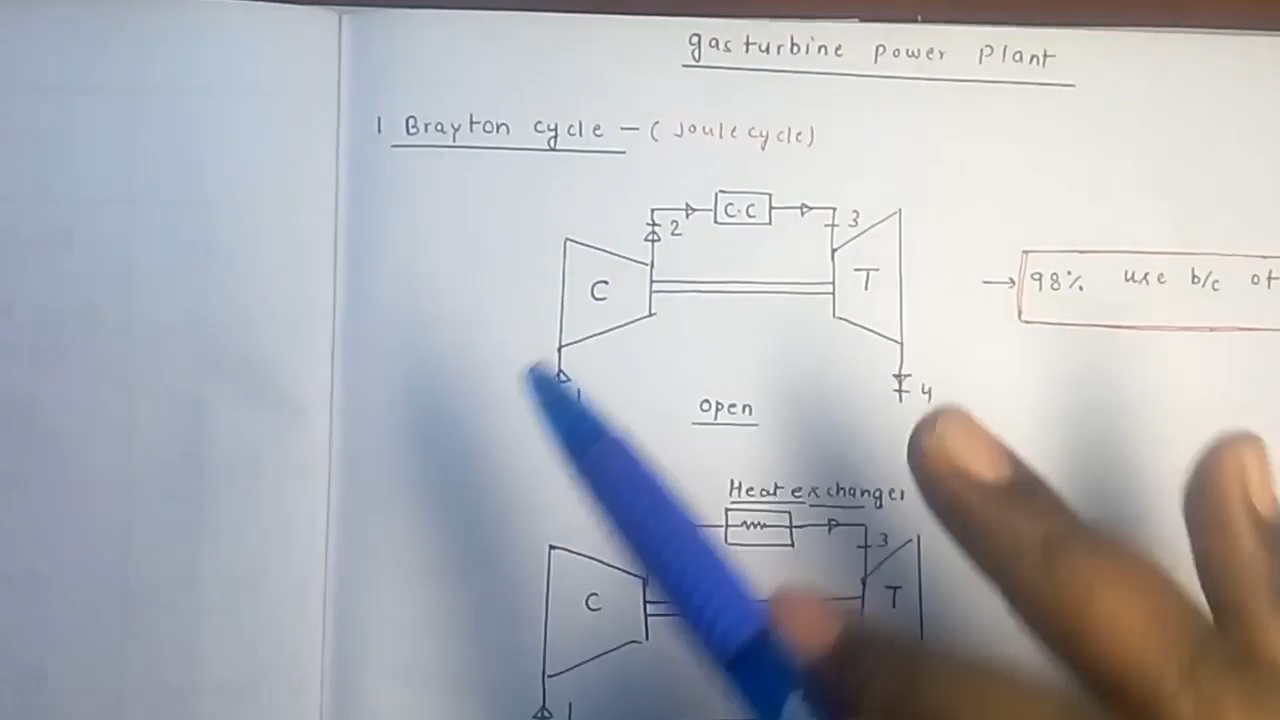 gas turbine power plant
1 Brayton cycle - (Joule cycle)
C.C
2
3
C
T
→ 98% use b/c of
1
4
open
Heat exchanger
3
C
T
1